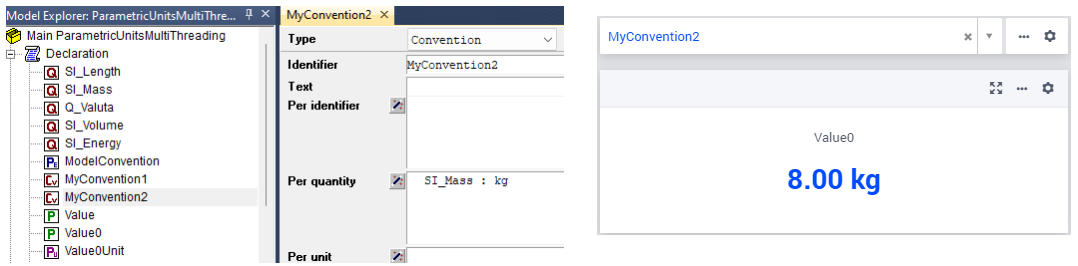 Model Explorer: ParametricUnitsMultiThre...
Main ParametricUnitsMultiThreading
Declaration
SI_Length
SI_Mass
Q_Valuta
SI_Volume
SI_Energy
ModelConvention
MyConvention1
MyConvention2
Value
Value0
Value0Unit
MyConvention2
Type Convention
Identifier MyConvention2
Text
Per identifier
Per quantity SI_Mass : kg
Per unit
MyConvention2
Value0
8.00 kg